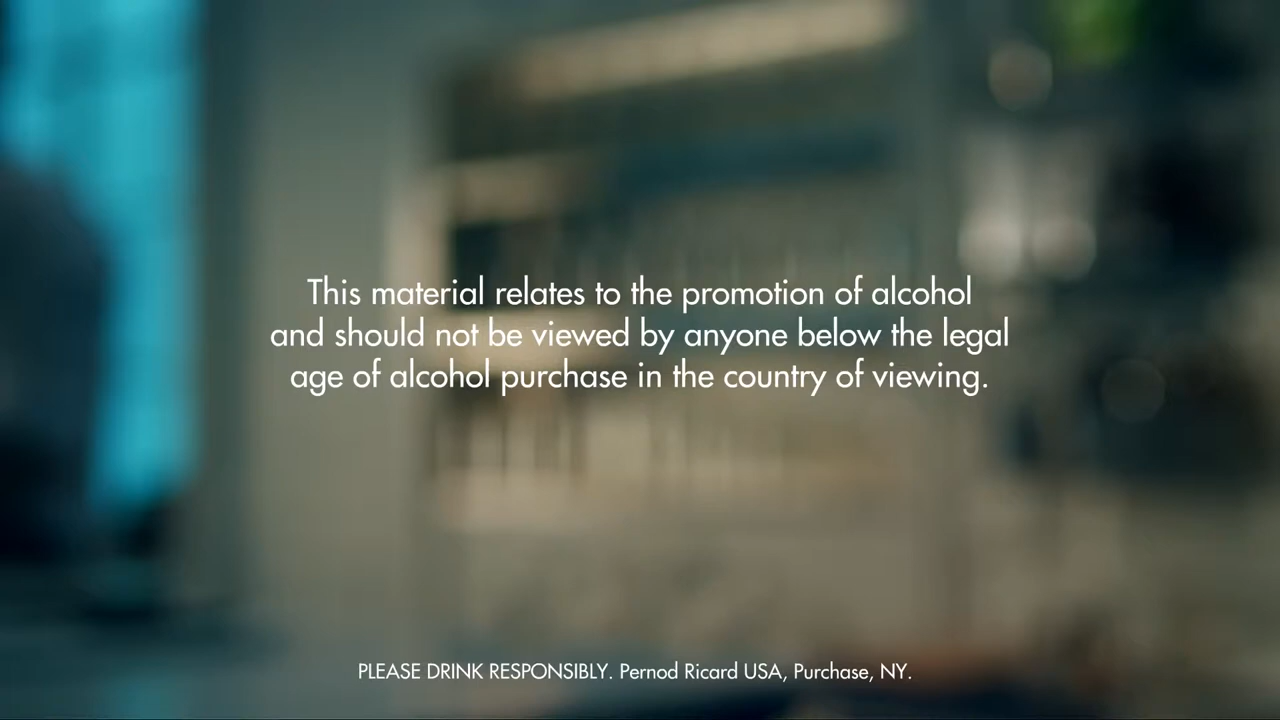 This material relates to the promotion of alcohol
and should not be viewed by anyone below the legal
age of alcohol purchase in the country of viewing.
PLEASE DRINK RESPONSIBLY. Pernod Ricard USA, Purchase, NY.